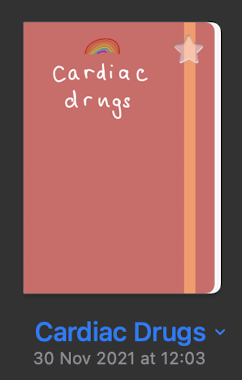 Cardiac
drugs
Cardiac Drugs
30 Nov 2021 at 12:03